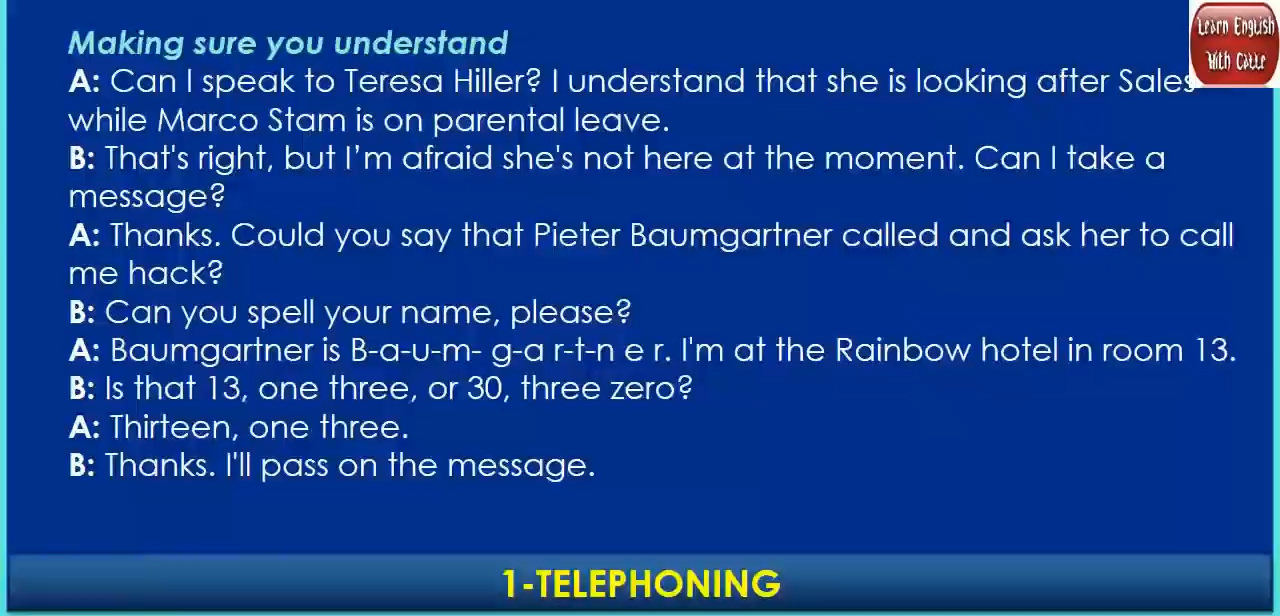 Making sure you understand
A: Can I speak to Teresa Hiller? I understand that she is looking after Sales
while Marco Stam is on parental leave.
B: That's right, but I’m afraid she's not here at the moment. Can I take a
message?
A: Thanks. Could you say that Pieter Baumgartner called and ask her to call
me hack?
B: Can you spell your name, please?
A: Baumgartner is B-a-u-m- g-a r-t-n e r. I'm at the Rainbow hotel in room 13.
B: Is that 13, one three, or 30, three zero?
A: Thirteen, one three.
B: Thanks. I'll pass on the message.
1-TELEPHONING
Learn English
With